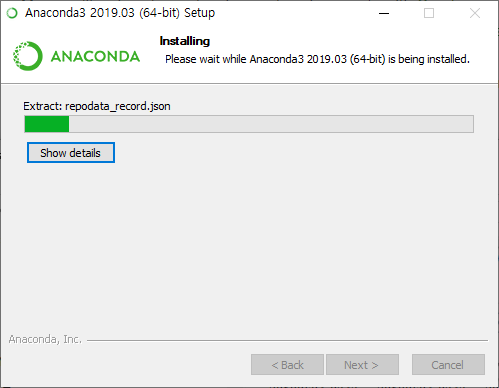 Anaconda3 2019.03 (64-bit) Setup
ANACONDA
Installing
Please wait while Anaconda3 2019.03 (64-bit) is being installed.
Extract: repodata_record.json
Show details
Anaconda, Inc.
< Back
Next >
Cancel